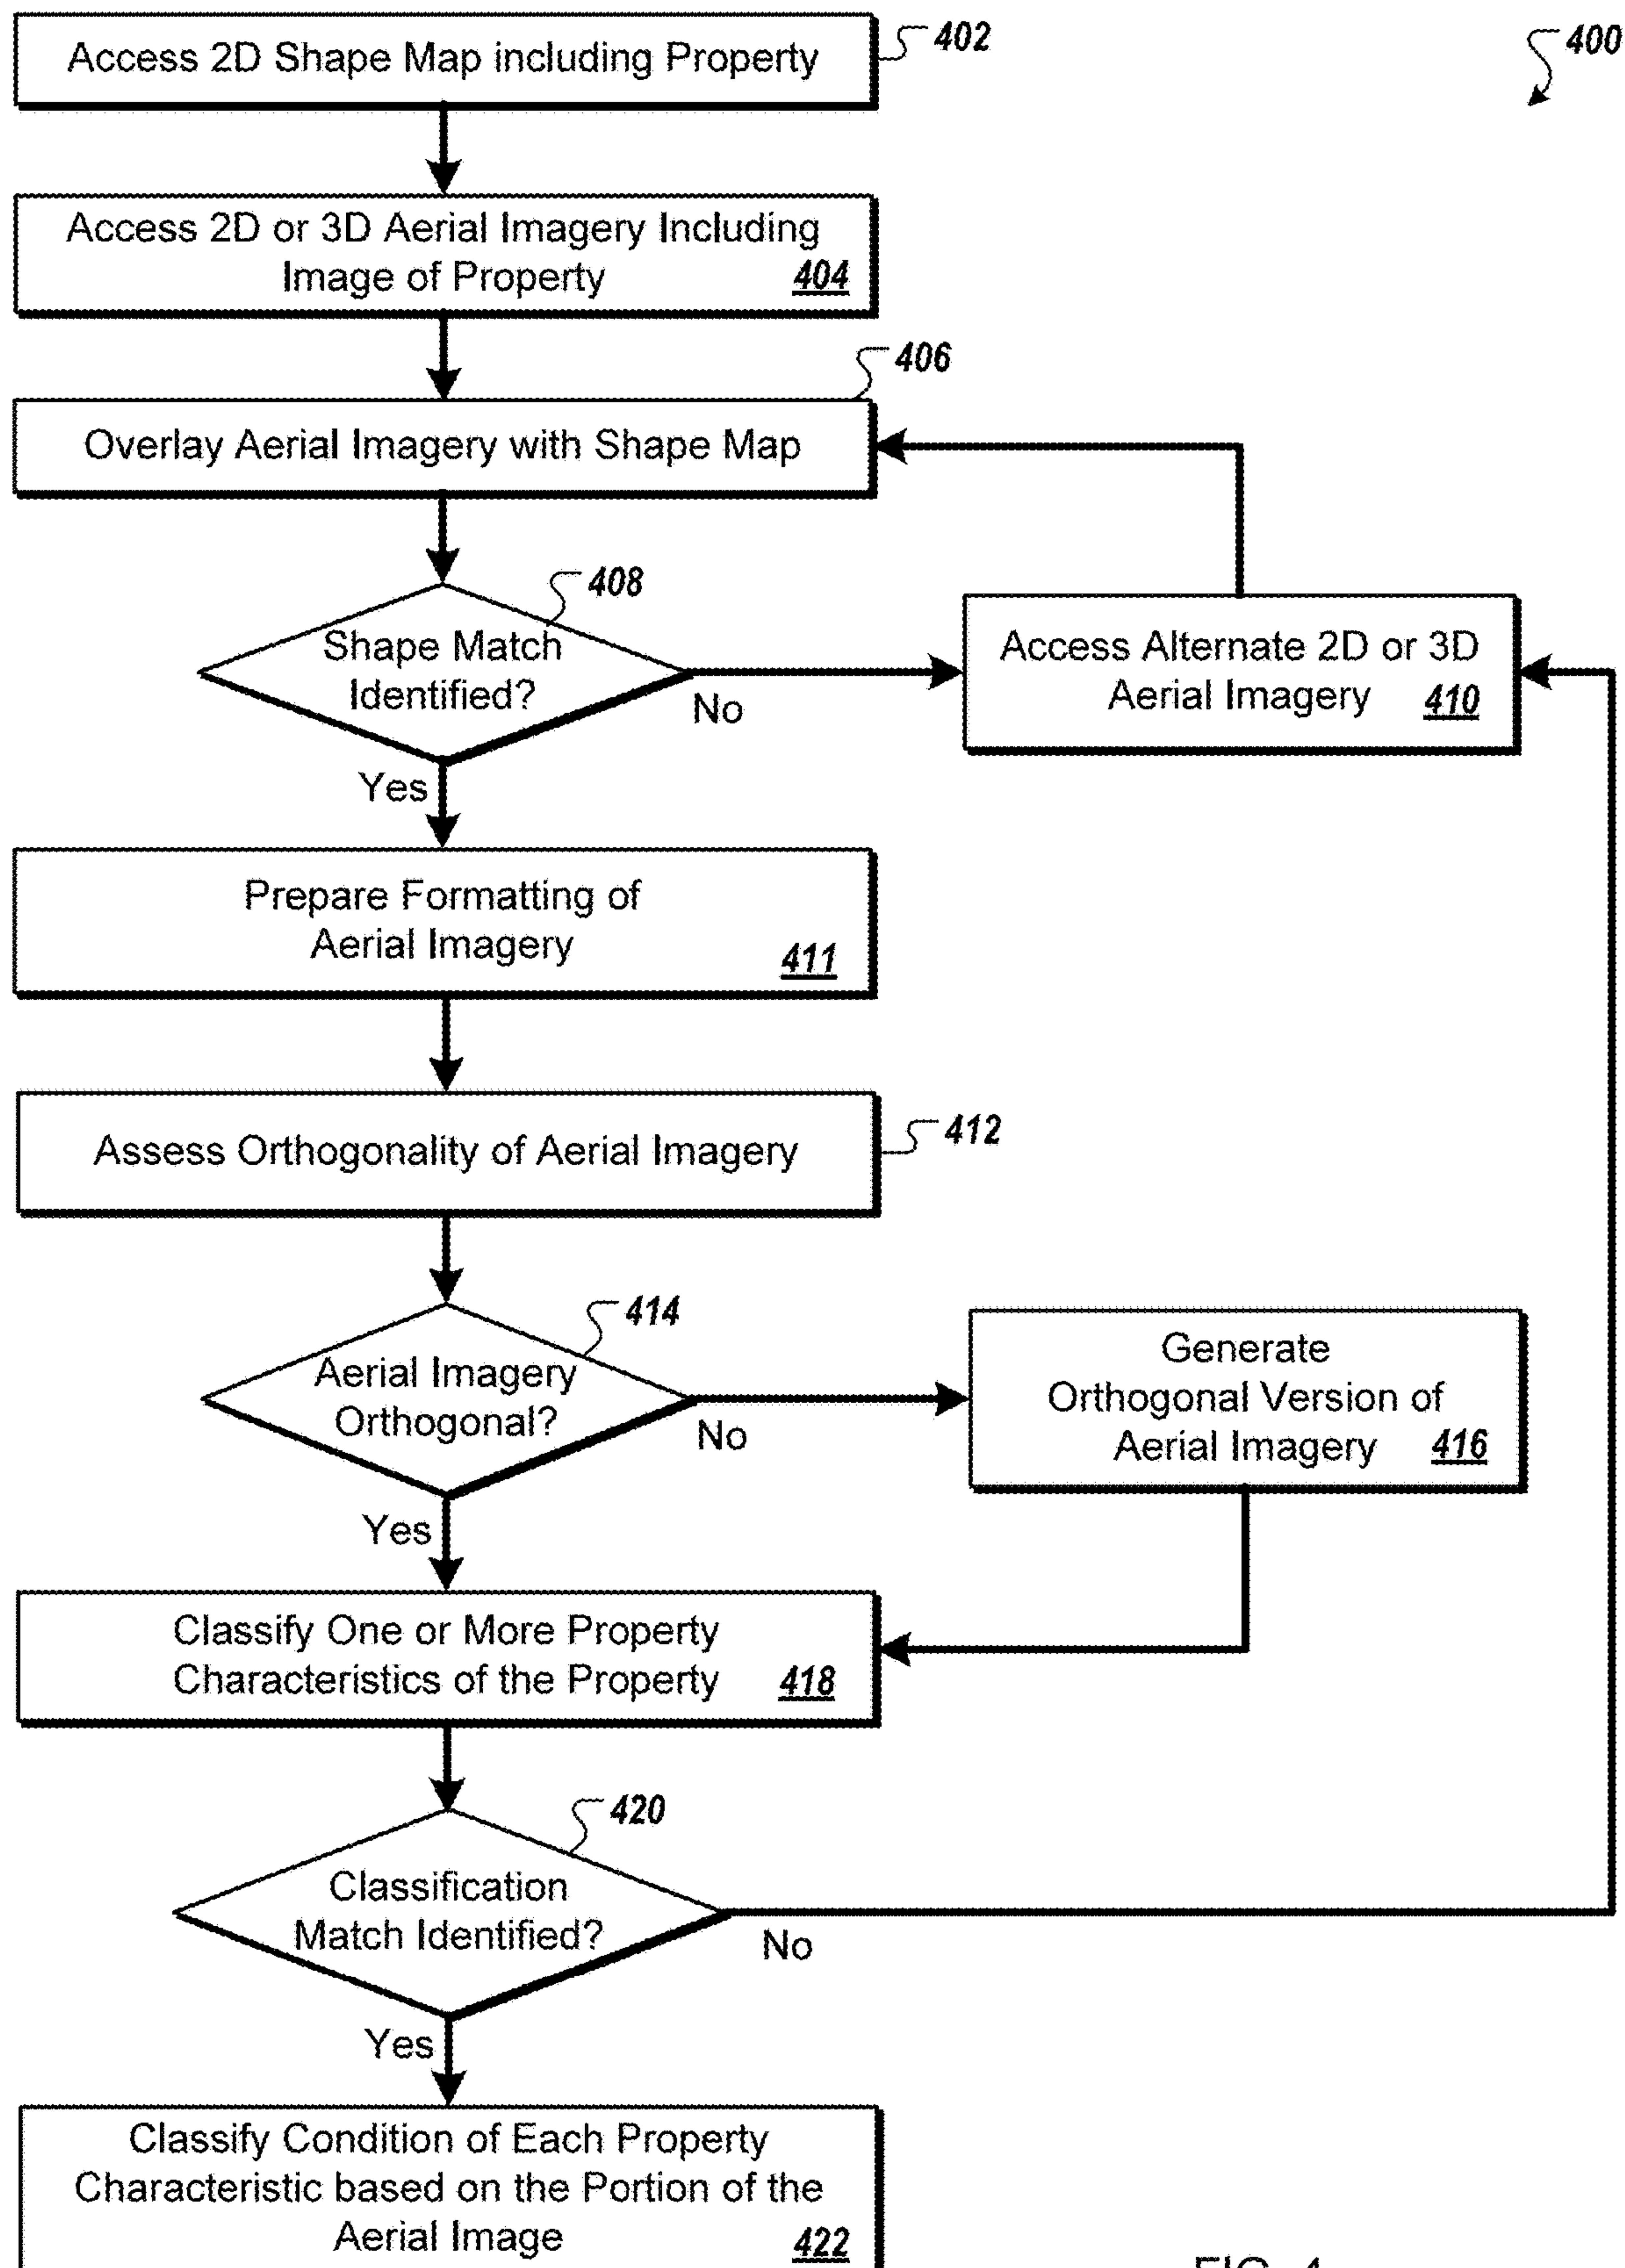 Access 2D Shape Map including Property
402
400
Access 2D or 3D Aerial Imagery Including
Image of Property
404
406
Overlay Aerial Imagery with Shape Map
408
Shape Match
Identified?
No
Access Alternate 2D or 3D
Aerial Imagery
410
Yes
Prepare Formatting of
Aerial Imagery
411
Assess Orthogonality of Aerial Imagery
412
414
Aerial Imagery
Orthogonal?
No
Generate
Orthogonal Version of
Aerial Imagery
416
Yes
Classify One or More Property
Characteristics of the Property
418
420
Classification
Match Identified?
No
Yes
Classify Condition of Each Property
Characteristic based on the Portion of the
Aerial Image
422